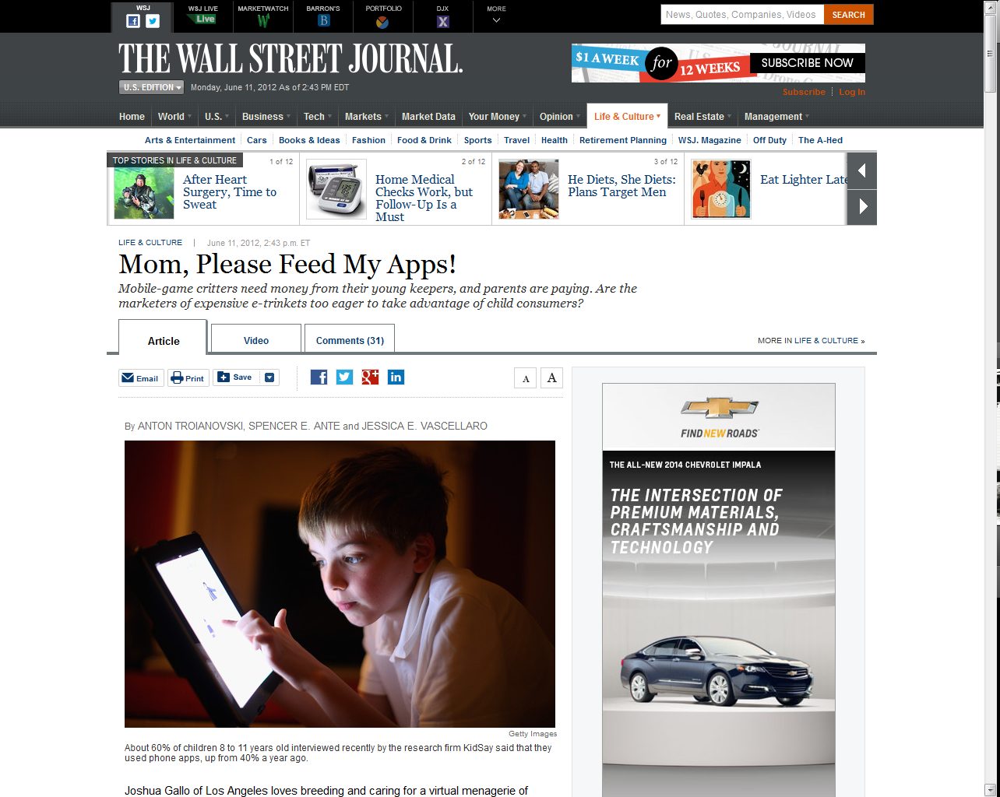 WSJ
WSJ LIVE
Live
MARKETWATCH
BARRON'S
B
PORTFOLIO
DJX
X
MORE
News, Quotes, Companies, Videos
SEARCH
THE WALL STREET JOURNAL.
$1 A WEEK for 12 WEEKS SUBSCRIBE NOW
U.S. EDITION
Monday, June 11, 2012 As of 2:43 PM EDT
Subscribe Log In
Home World U.S. Business Tech Markets Market Data Your Money Opinion Life & Culture Real Estate Management
Arts & Entertainment Cars Books & Ideas Fashion Food & Drink Sports Travel Health Retirement Planning WSJ. Magazine Off Duty The A-Hed
TOP STORIES IN LIFE & CULTURE
1 of 12
After Heart
Surgery, Time to
Sweat
2 of 12
Home Medical
Checks Work, but
Follow-Up Is a
Must
3 of 12
He Diets, She Diets:
Plans Target Men
Eat Lighter Late
LIFE & CULTURE | June 11, 2012, 2:43 p.m. ET
Mom, Please Feed My Apps!
Mobile-game critters need money from their young keepers, and parents are paying. Are the
marketers of expensive e-trinkets too eager to take advantage of child consumers?
Article Video Comments (31)
MORE IN LIFE & CULTURE »
Email Print Save
A A
By ANTON TROIANOVSKI, SPENCER E. ANTE and JESSICA E. VASCELLARO
Getty Images
About 60% of children 8 to 11 years old interviewed recently by the research firm KidSay said that they
used phone apps, up from 40% a year ago.
Joshua Gallo of Los Angeles loves breeding and caring for a virtual menagerie of
FIND NEW ROADS
THE ALL-NEW 2014 CHEVROLET IMPALA
THE INTERSECTION OF
PREMIUM MATERIALS,
CRAFTSMANSHIP AND
TECHNOLOGY